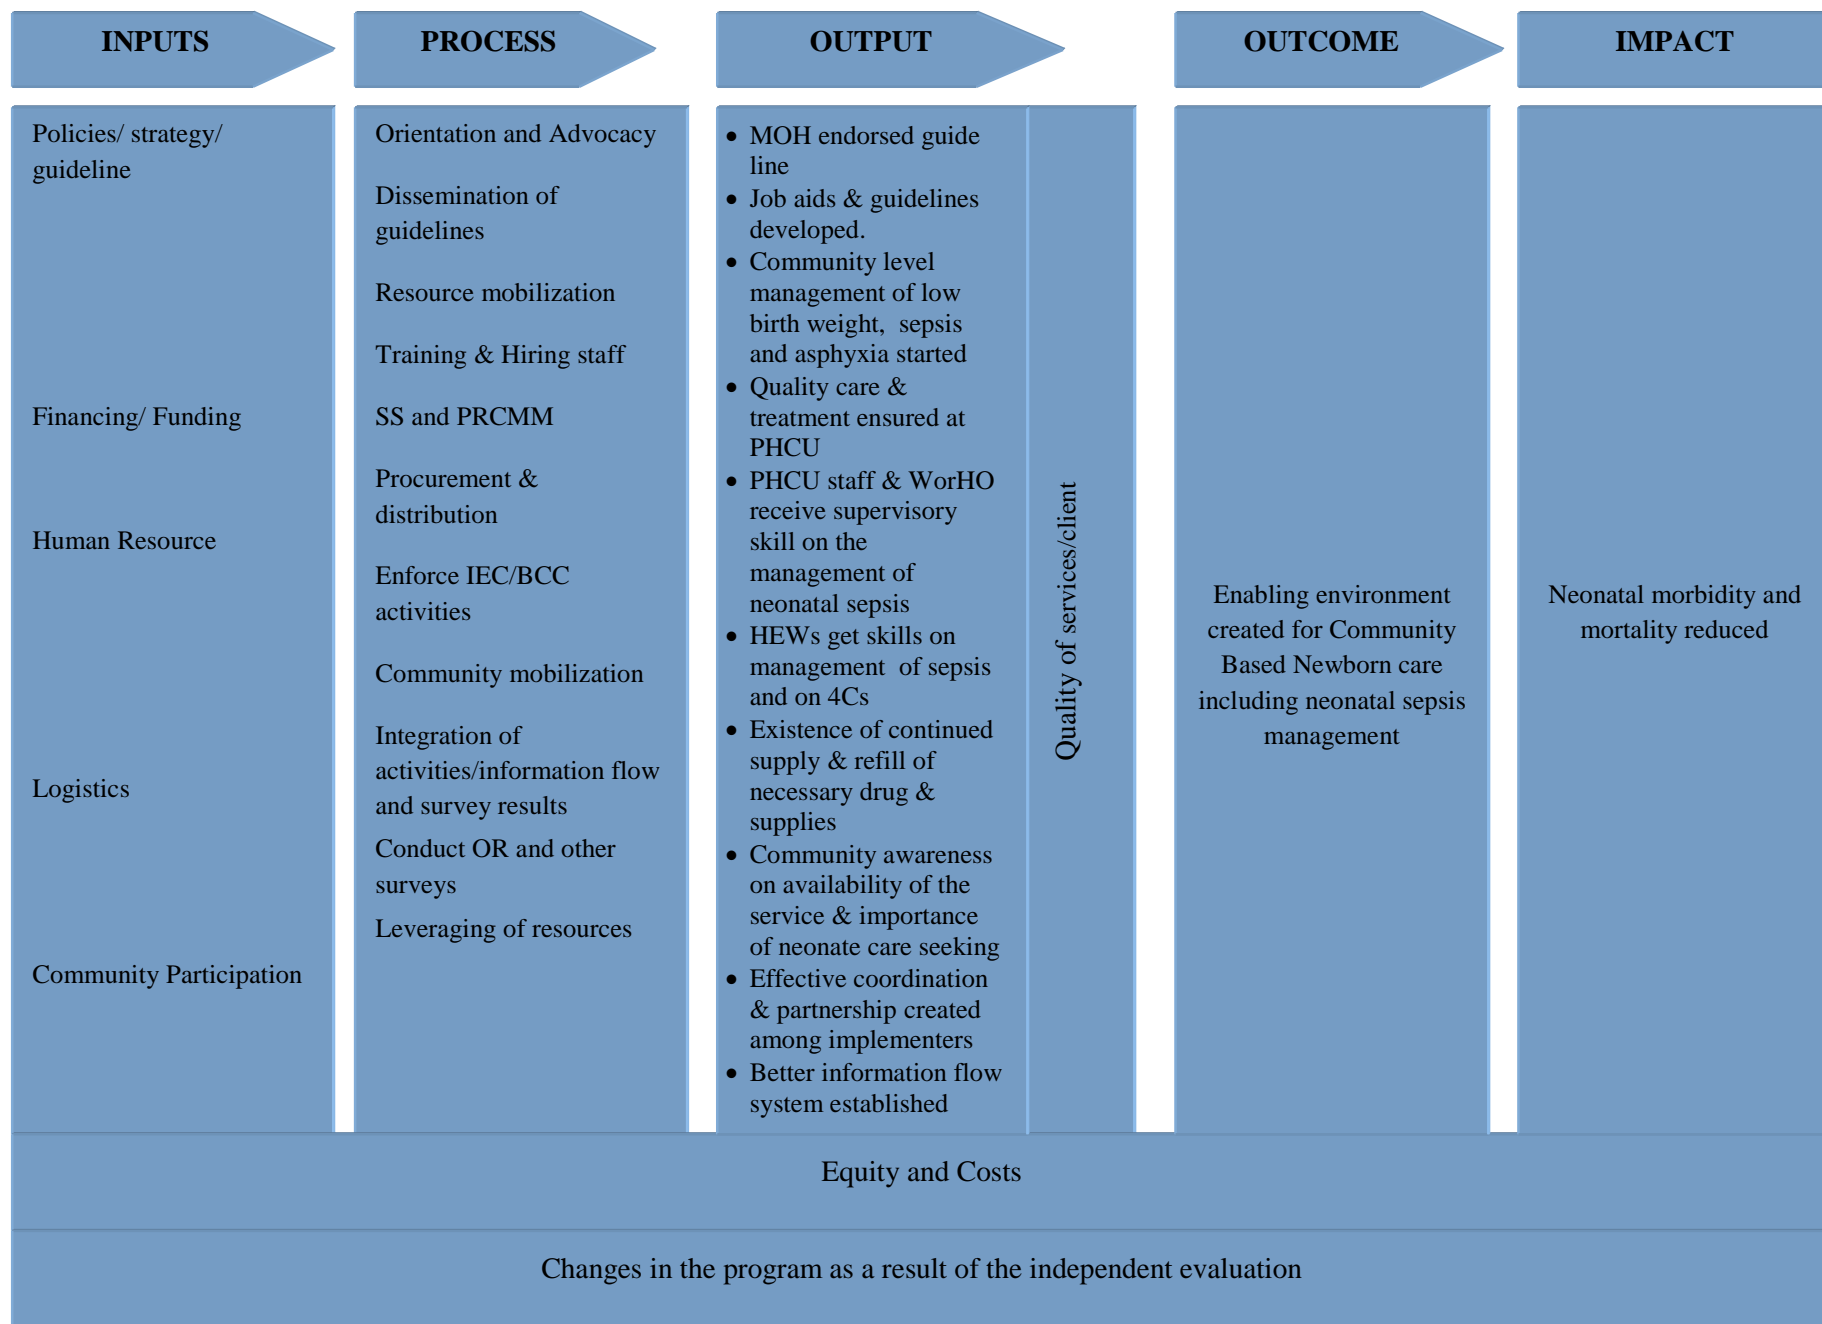 INPUTS
PROCESS
OUTPUT
OUTCOME
IMPACT
Policies/ strategy/
guideline
Financing/ Funding
Human Resource
Logistics
Community Participation
Orientation and Advocacy
Dissemination of
guidelines
Resource mobilization
Training & Hiring staff
SS and PRCMM
Procurement &
distribution
Enforce IEC/BCC
activities
Community mobilization
Integration of
activities/information flow
and survey results
Conduct OR and other
surveys
Leveraging of resources
• MOH endorsed guide
line
• Job aids & guidelines
developed.
• Community level
management of low
birth weight, sepsis
and asphyxia started
• Quality care &
treatment ensured at
PHCU
• PHCU staff & WorHO
receive supervisory
skill on the
management of
neonatal sepsis
• HEWs get skills on
management of sepsis
and on 4Cs
• Existence of continued
supply & refill of
necessary drug &
supplies
• Community awareness
on availability of the
service & importance
of neonate care seeking
• Effective coordination
& partnership created
among implementers
• Better information flow
system established
Quality of services/client
Enabling environment
created for Community
Based Newborn care
including neonatal sepsis
management
Neonatal morbidity and
mortality reduced
Equity and Costs
Changes in the program as a result of the independent evaluation